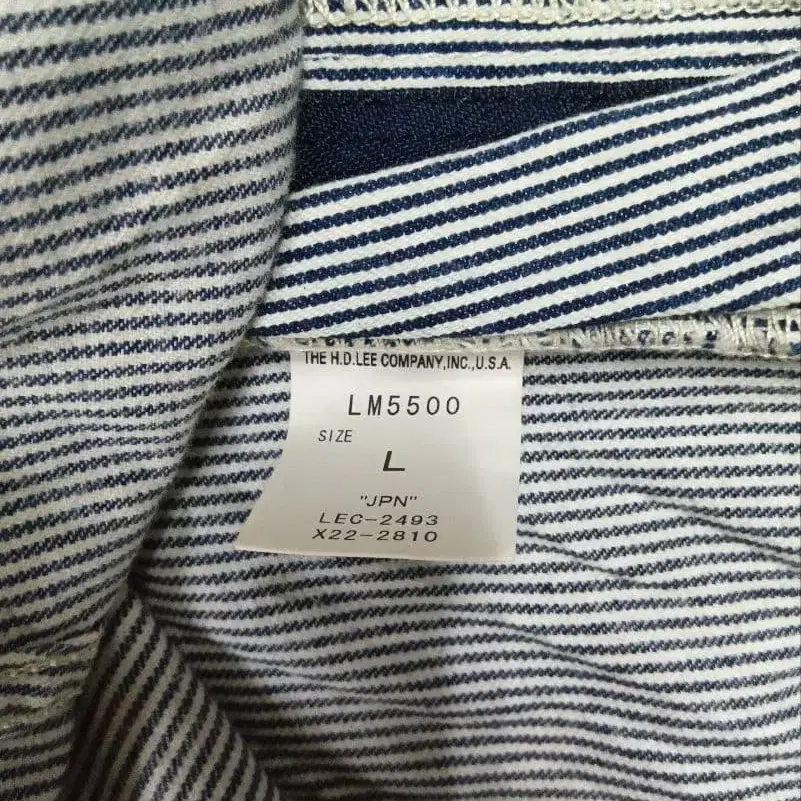 THE H.D.LEE COMPANY,INC.,U.S.A.
LM5500
SIZE
L
"JPN"
LEC-2493
X22-2810